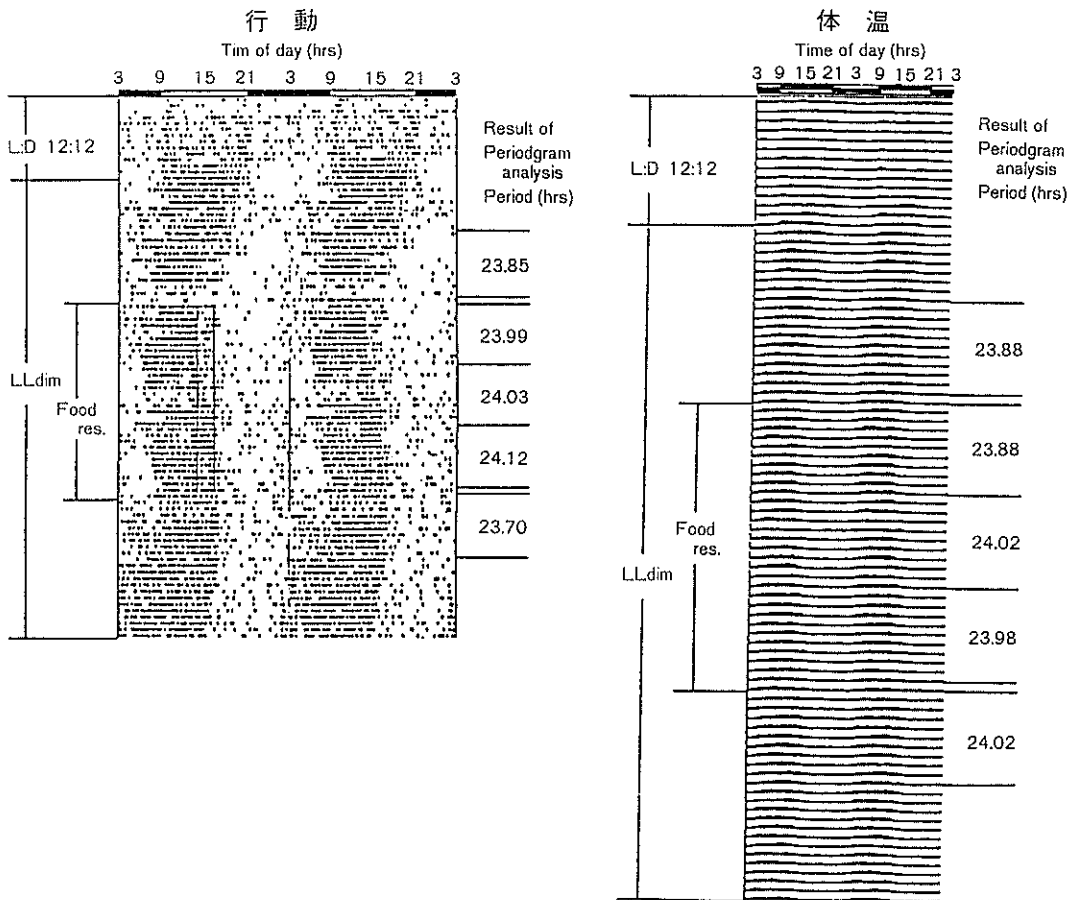 行 動
Tim of day (hrs)
3 9 15 21 3 9 15 21 3
L:D 12:12
L.L.dim
Food
res.
Result of
Periodgram
analysis
Period (hrs)
23.85
23.99
24.03
24.12
23.70
体 温
Time of day (hrs)
3 9 15 21 3 9 15 21 3
L:D 12:12
L.L.dim
Food
res.
Result of
Periodgram
analysis
Period (hrs)
23.88
23.88
24.02
23.98
24.02